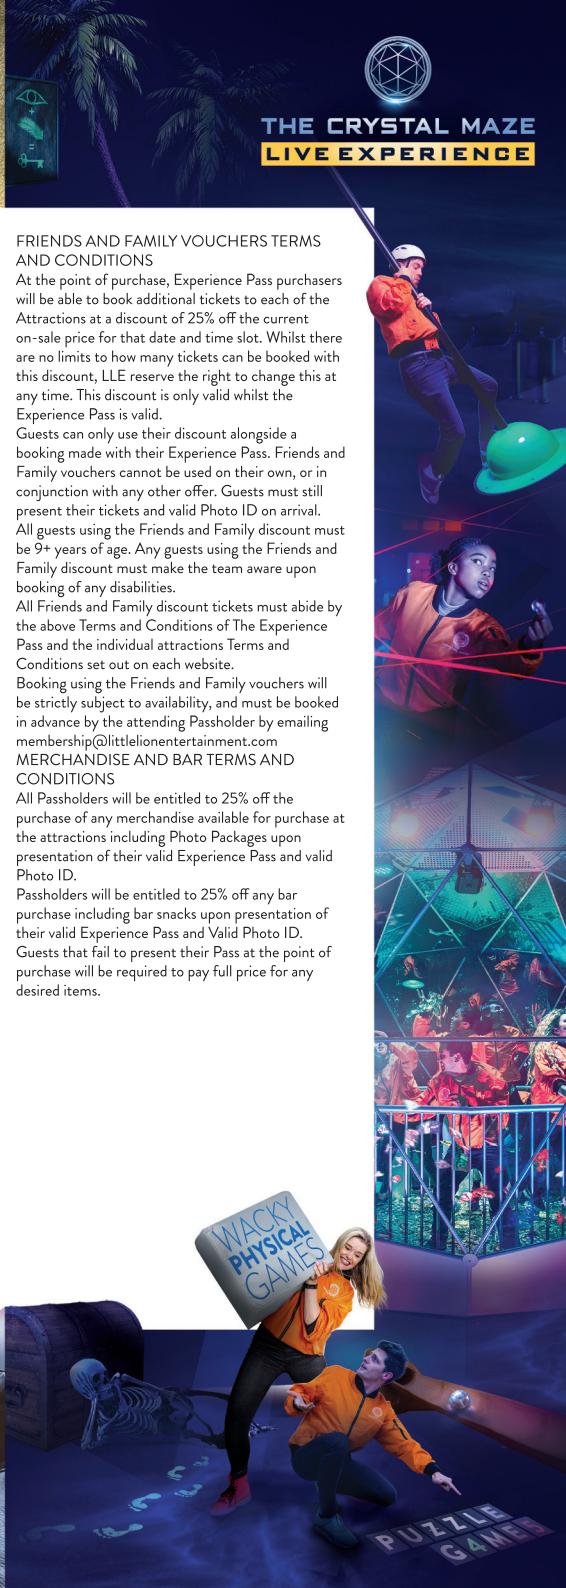 THE CRYSTAL MAZE
LIVE EXPERIENCE
FRIENDS AND FAMILY VOUCHERS TERMS
AND CONDITIONS
At the point of purchase, Experience Pass purchasers
will be able to book additional tickets to each of the
Attractions at a discount of 25% off the current
on-sale price for that date and time slot. Whilst there
are no limits to how many tickets can be booked with
this discount, LLE reserve the right to change this at
any time. This discount is only valid whilst the
Experience Pass is valid.
Guests can only use their discount alongside a
booking made with their Experience Pass. Friends and
Family vouchers cannot be used on their own, or in
conjunction with any other offer. Guests must still
present their tickets and valid Photo ID on arrival.
All guests using the Friends and Family discount must
be 9+ years of age. Any guests using the Friends and
Family discount must make the team aware upon
booking of any disabilities.
All Friends and Family discount tickets must abide by
the above Terms and Conditions of The Experience
Pass and the individual attractions Terms and
Conditions set out on each website.
Booking using the Friends and Family vouchers will
be strictly subject to availability, and must be booked
in advance by the attending Passholder by emailing
membership@littlelionentertainment.com
MERCHANDISE AND BAR TERMS AND
CONDITIONS
All Passholders will be entitled to 25% off the
purchase of any merchandise available for purchase at
the attractions including Photo Packages upon
presentation of their valid Experience Pass and valid
Photo ID.
Passholders will be entitled to 25% off any bar
purchase including bar snacks upon presentation of
their valid Experience Pass and Valid Photo ID.
Guests that fail to present their Pass at the point of
purchase will be required to pay full price for any
desired items.
WACKY
PHYSICAL
GAMES
PUZZLE
G4ME5